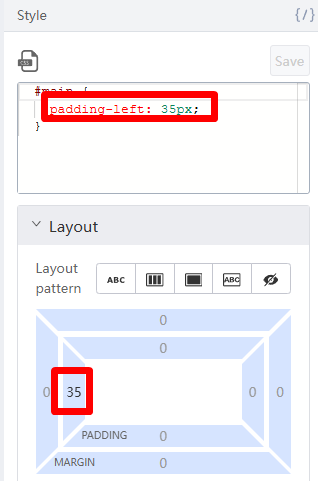 Style {/}
CSS Save
#main {
padding-left: 35px;
}
Layout
Layout
pattern
ABC ABC
0
0
0 35 0 0
PADDING 0
MARGIN 0